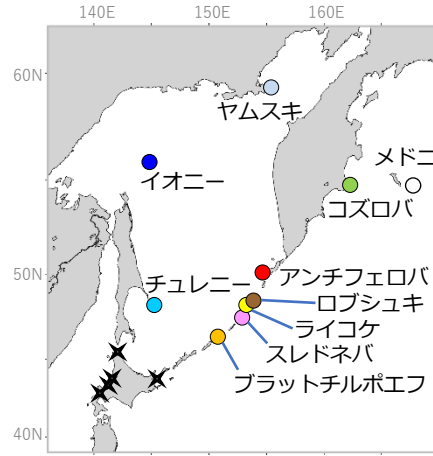 140E 150E 160E
60N
ヤムスキ
メドニ
イオニー
コズロバ
50N
チュレニー
アンチフェロバ
ロブシュキ
ライコケ
スレドネバ
ブラットチルポエフ
40N